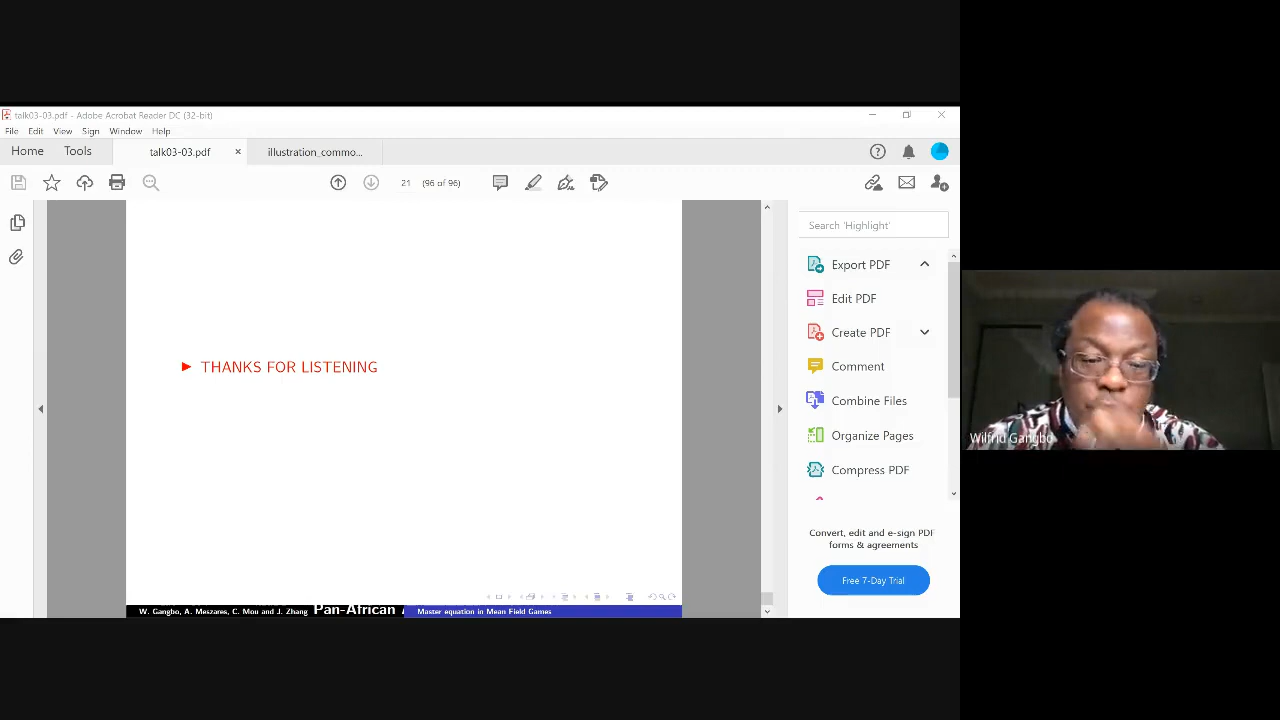 talk03-03.pdf - Adobe Acrobat Reader DC (32-bit)
File Edit View Sign Window Help
Home Tools talk03-03.pdf × illustration_commo...
21 (96 of 96)
Search 'Highlight'
Export PDF
Edit PDF
Create PDF
► THANKS FOR LISTENING
Comment
Combine Files
Organize Pages
Wilfrid Gangbo
Compress PDF
Convert, edit and e-sign PDF
forms & agreements
Free 7-Day Trial
W. Gangbo, A. Meszares, C. Mou and J. Zhang Pan-African Master equation in Mean Field Games